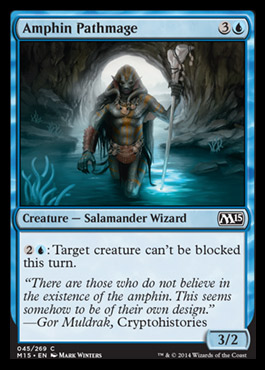 Amphin Pathmage 3
Creature — Salamander Wizard M15
2 : Target creature can't be blocked
this turn.
"There are those who do not believe in
the existence of the amphin. This seems
somehow to be of their own design."
—Gor Muldrak, Cryptohistories
3/2
045/269 C
M15 • EN MARK WINTERS ™ & © 2014 Wizards of the Coast